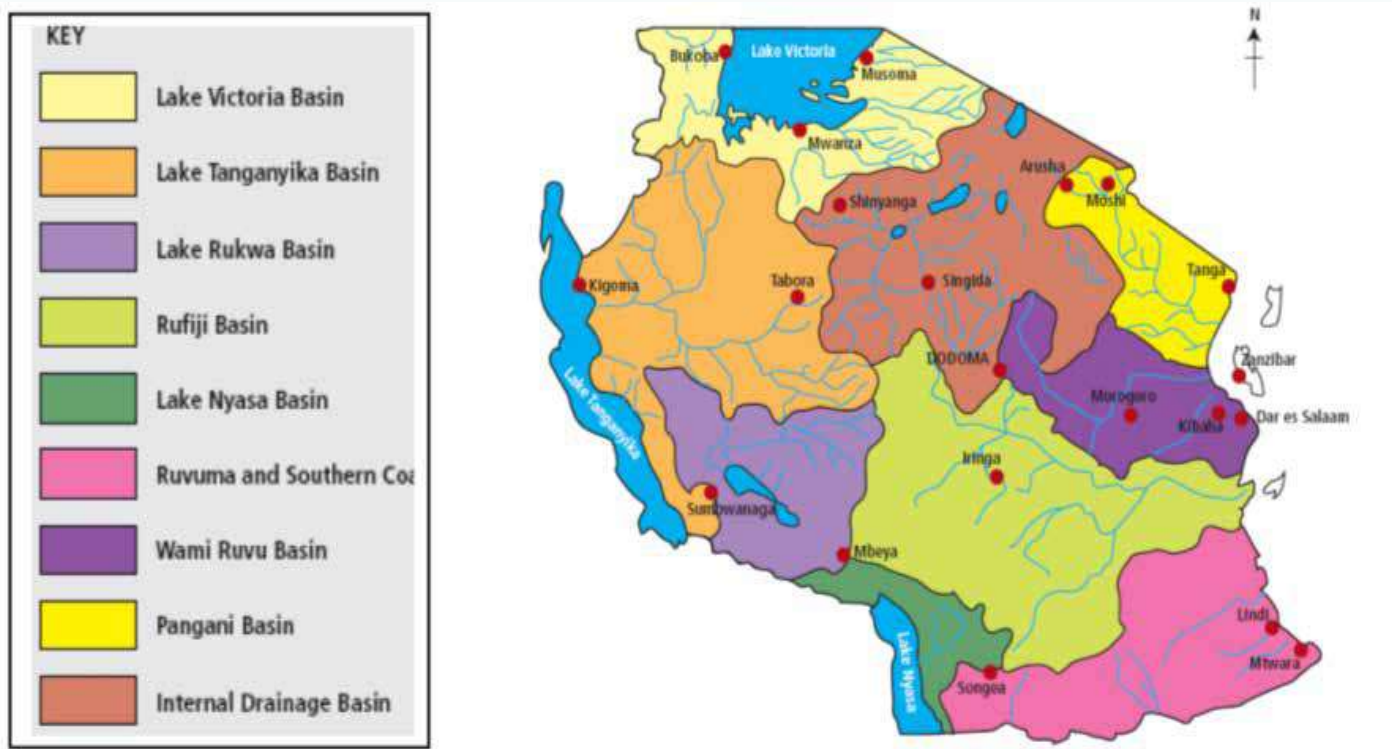 KEY
Lake Victoria Basin
Lake Tanganyika Basin
Lake Rukwa Basin
Rufiji Basin
Lake Nyasa Basin
Ruvuma and Southern Coa
Wami Ruvu Basin
Pangani Basin
Internal Drainage Basin
N
Bukoba
Lake Victoria
Musoma
Mwanza
Arusha
Moshi
Shinyanga
Kigoma
Tabora
Singida
Tanga
DODOMA
Zanzibar
Lake Tanganyika
Morogoro
Kibaha
Dar es Salaam
Iringa
Sumbwanaga
Mbeya
Lindi
Mtwara
Lake Nyasa
Songea